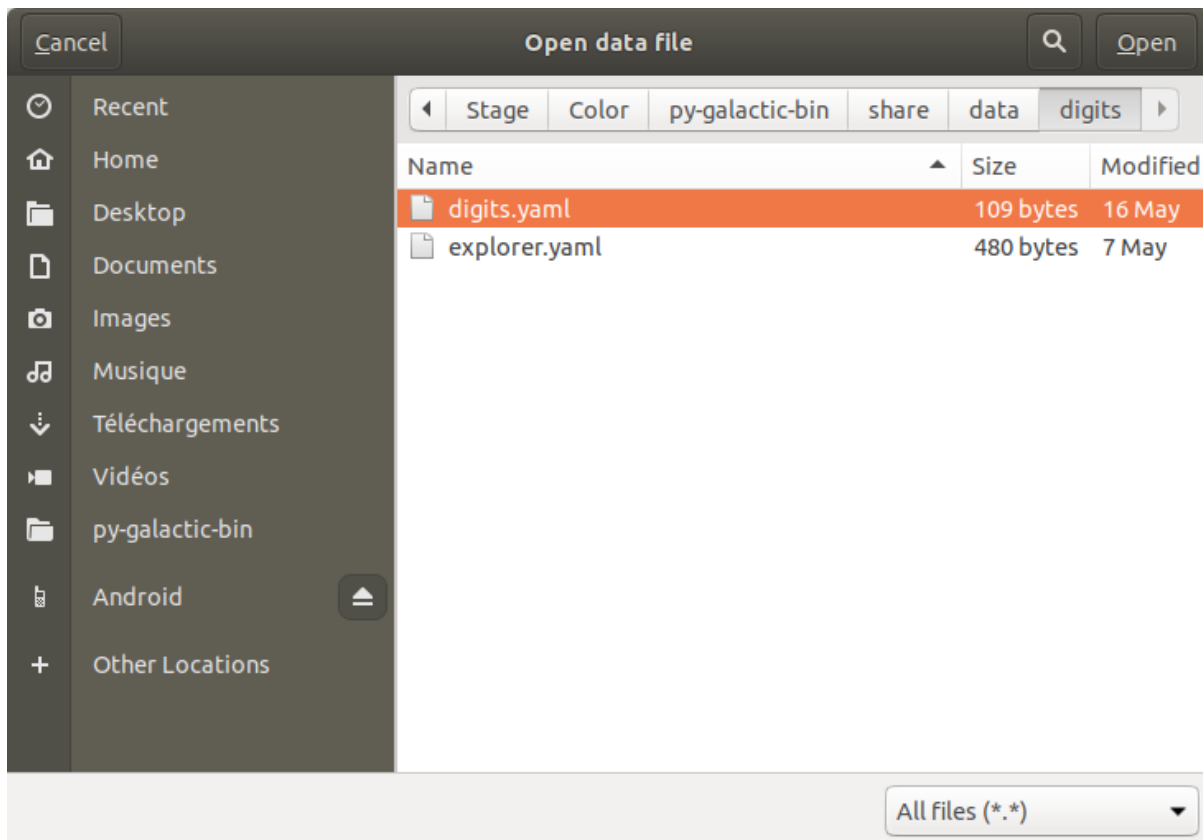 Cancel Open data file Open
Recent
Home
Desktop
Documents
Images
Musique
Téléchargements
Vidéos
py-galactic-bin
Android
Other Locations
Stage Color py-galactic-bin share data digits
Name Size Modified
digits.yaml 109 bytes 16 May
explorer.yaml 480 bytes 7 May
All files (*.*)